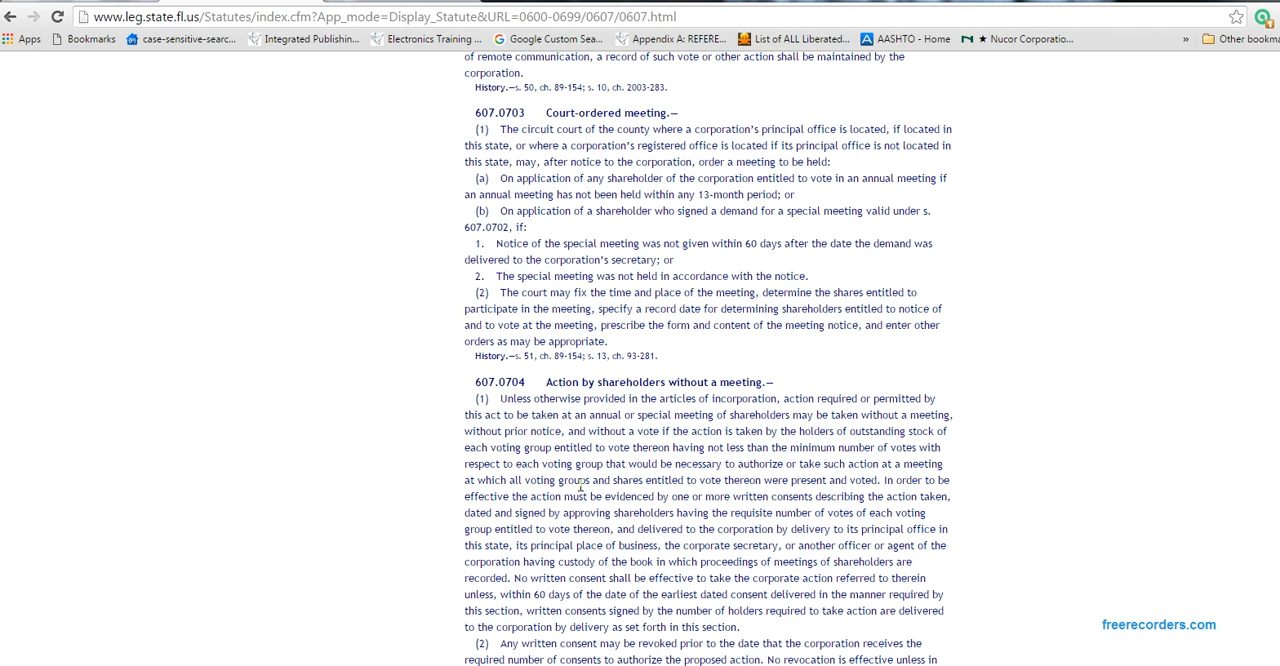 www.leg.state.fl.us/Statutes/index.cfm?App_mode=Display_Statute&URL=0600-0699/0607/0607.html
Apps Bookmarks case-sensitive-searc... Integrated Publishin... Electronics Training ... Google Custom Sea... Appendix A: REFERE... List of ALL Liberated... AASHTO - Home N ★ Nucor Corporatio... » Other bookma
of remote communication, a record of such vote or other action shall be maintained by the
corporation.
History.—s. 50, ch. 89-154; s. 10, ch. 2003-283.
607.0703 Court-ordered meeting.—
(1) The circuit court of the county where a corporation’s principal office is located, if located in
this state, or where a corporation’s registered office is located if its principal office is not located in
this state, may, after notice to the corporation, order a meeting to be held:
(a) On application of any shareholder of the corporation entitled to vote in an annual meeting if
an annual meeting has not been held within any 13-month period; or
(b) On application of a shareholder who signed a demand for a special meeting valid under s.
607.0702, if:
1. Notice of the special meeting was not given within 60 days after the date the demand was
delivered to the corporation’s secretary; or
2. The special meeting was not held in accordance with the notice.
(2) The court may fix the time and place of the meeting, determine the shares entitled to
participate in the meeting, specify a record date for determining shareholders entitled to notice of
and to vote at the meeting, prescribe the form and content of the meeting notice, and enter other
orders as may be appropriate.
History.—s. 51, ch. 89-154; s. 13, ch. 93-281.
607.0704 Action by shareholders without a meeting.—
(1) Unless otherwise provided in the articles of incorporation, action required or permitted by
this act to be taken at an annual or special meeting of shareholders may be taken without a meeting,
without prior notice, and without a vote if the action is taken by the holders of outstanding stock of
each voting group entitled to vote thereon having not less than the minimum number of votes with
respect to each voting group that would be necessary to authorize or take such action at a meeting
at which all voting groups and shares entitled to vote thereon were present and voted. In order to be
effective the action must be evidenced by one or more written consents describing the action taken,
dated and signed by approving shareholders having the requisite number of votes of each voting
group entitled to vote thereon, and delivered to the corporation by delivery to its principal office in
this state, its principal place of business, the corporate secretary, or another officer or agent of the
corporation having custody of the book in which proceedings of meetings of shareholders are
recorded. No written consent shall be effective to take the corporate action referred to therein
unless, within 60 days of the date of the earliest dated consent delivered in the manner required by
this section, written consents signed by the number of holders required to take action are delivered
to the corporation by delivery as set forth in this section.
freerecorders.com
(2) Any written consent may be revoked prior to the date that the corporation receives the
required number of consents to authorize the proposed action. No revocation is effective unless in